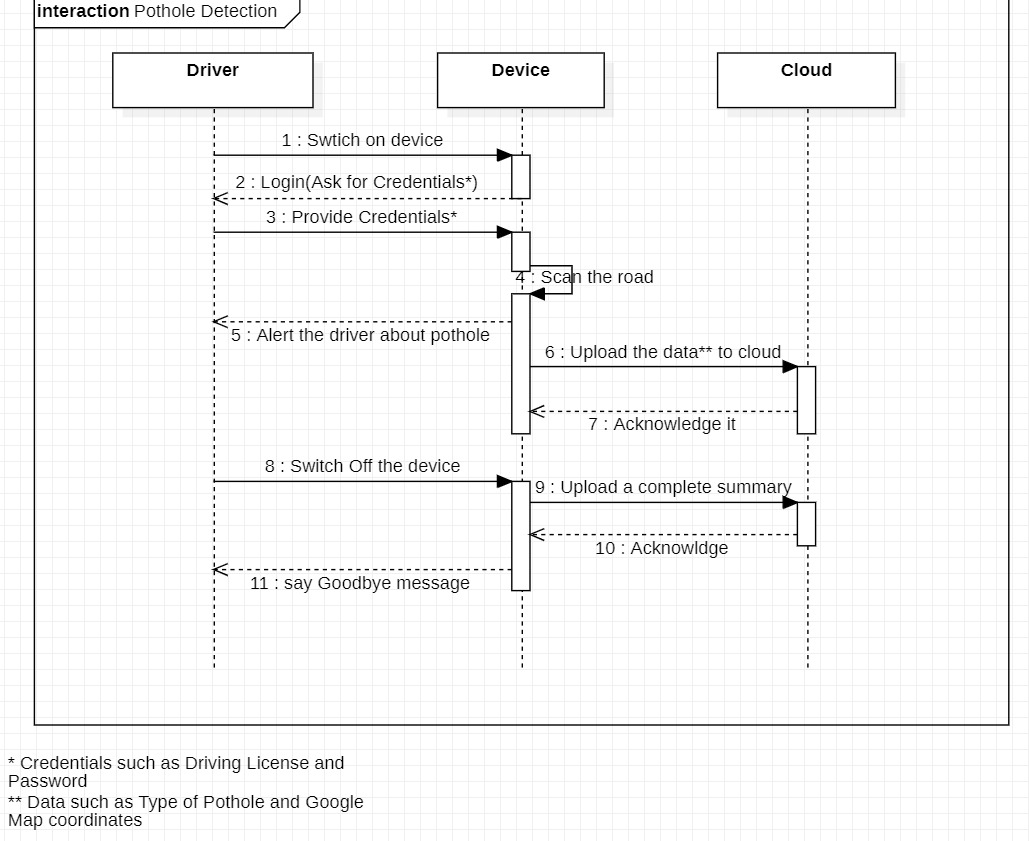 interaction Pothole Detection
Driver
Device
Cloud
1 : Swtich on device
2 : Login(Ask for Credentials*)
3 : Provide Credentials*
4 : Scan the road
5 : Alert the driver about pothole
6 : Upload the data** to cloud
7 : Acknowledge it
8 : Switch Off the device
9 : Upload a complete summary
10 : Acknowldge
11 : say Goodbye message
* Credentials such as Driving License and
Password
** Data such as Type of Pothole and Google
Map coordinates